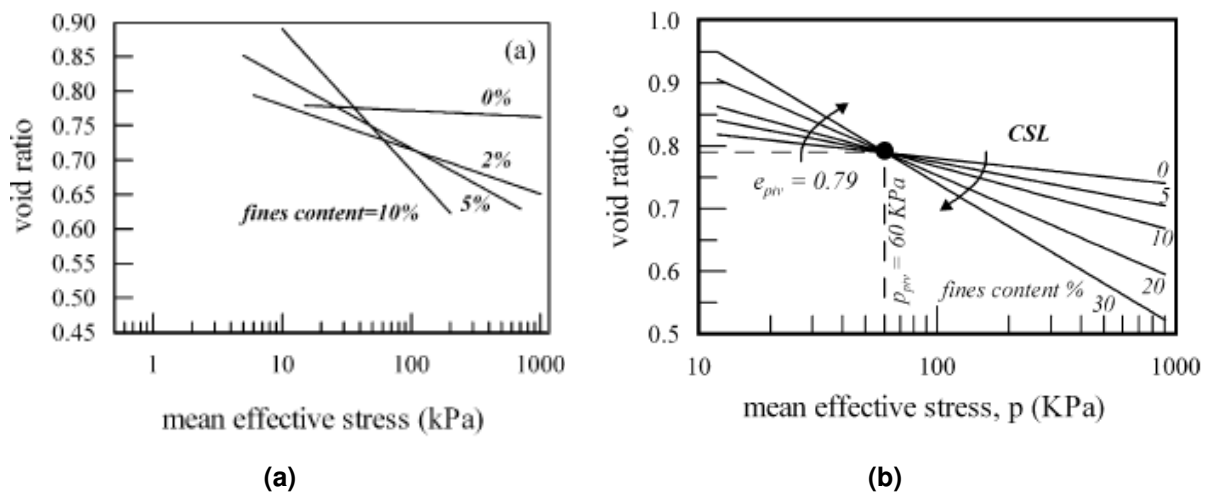 0.90
0.85
0.80
0.75
0.70
0.65
0.60
0.55
0.50
0.45
void ratio
(a)
0%
2%
5%
fines content=10%
1
10
100
1000
mean effective stress (kPa)
(a)
1.0
0.9
0.8
0.7
0.6
0.5
void ratio, e
CSL
e_piv = 0.79
p_piv = 60 KPa
0
5
10
20
30
fines content %
10
100
1000
mean effective stress, p (KPa)
(b)